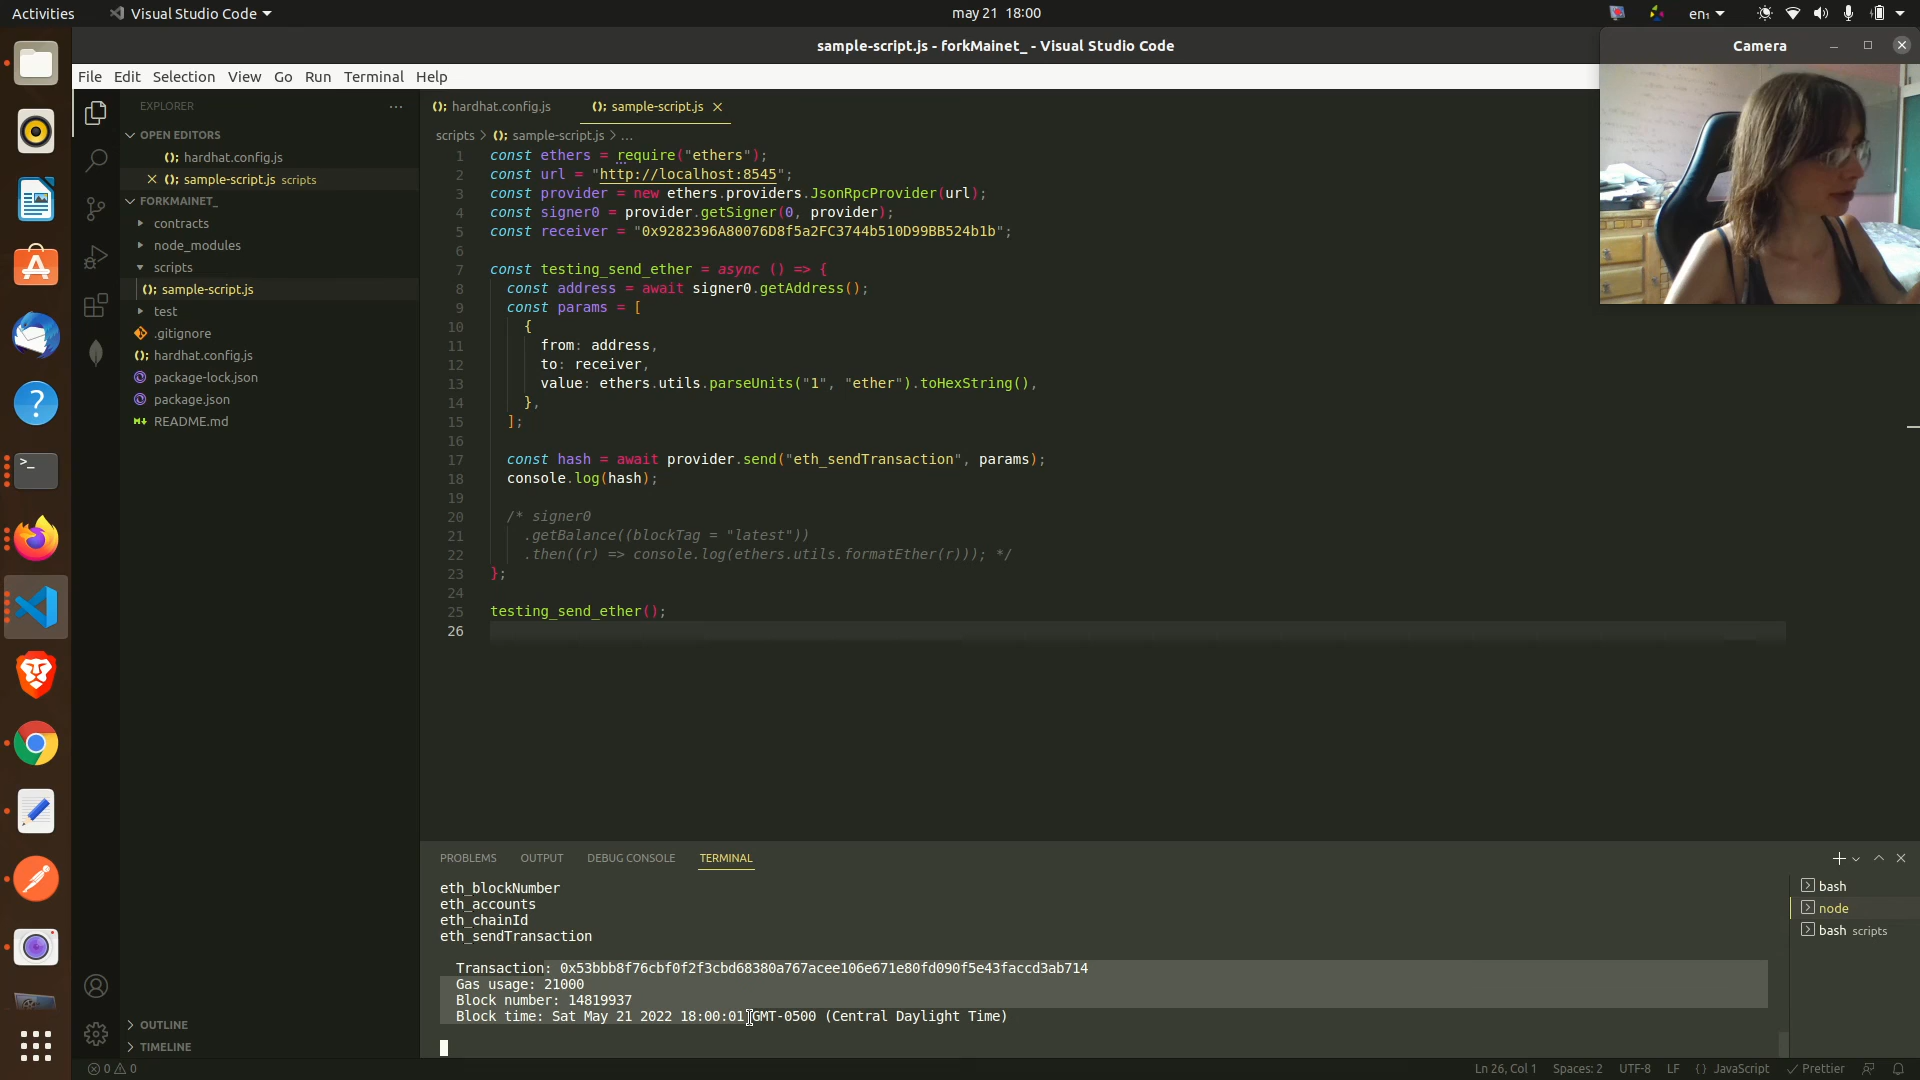 Activities
Visual Studio Code
may 21 18:00
en₁
sample-script.js - forkMainet_ - Visual Studio Code
Camera
File Edit Selection View Go Run Terminal Help
EXPLORER
OPEN EDITORS
hardhat.config.js
sample-script.js scripts
FORKMAINET_
contracts
node_modules
scripts
sample-script.js
test
.gitignore
hardhat.config.js
package-lock.json
package.json
README.md
OUTLINE
TIMELINE
hardhat.config.js
sample-script.js
scripts > sample-script.js > ...
1 const ethers = require("ethers");
2 const url = "http://localhost:8545";
3 const provider = new ethers.providers.JsonRpcProvider(url);
4 const signer0 = provider.getSigner(0, provider);
5 const receiver = "0x9282396A80076D8f5a2FC3744b510D99BB524b1b";
6
7 const testing_send_ether = async () => {
8 const address = await signer0.getAddress();
9 const params = [
10 {
11 from: address,
12 to: receiver,
13 value: ethers.utils.parseUnits("1", "ether").toHexString(),
14 },
15 ];
16
17 const hash = await provider.send("eth_sendTransaction", params);
18 console.log(hash);
19
20 /* signer0
21 .getBalance((blockTag = "latest"))
22 .then((r) => console.log(ethers.utils.formatEther(r))); */
23 };
24
25 testing_send_ether();
26
PROBLEMS OUTPUT DEBUG CONSOLE TERMINAL
eth_blockNumber
eth_accounts
eth_chainId
eth_sendTransaction
Transaction: 0x53bbb8f76cbf0f2f3cbd68380a767acee106e671e80fd090f5e43faccd3ab714
Gas usage: 21000
Block number: 14819937
Block time: Sat May 21 2022 18:00:01 GMT-0500 (Central Daylight Time)
bash
node
bash scripts
0 0
Ln 26, Col 1 Spaces: 2 UTF-8 LF {} JavaScript Prettier